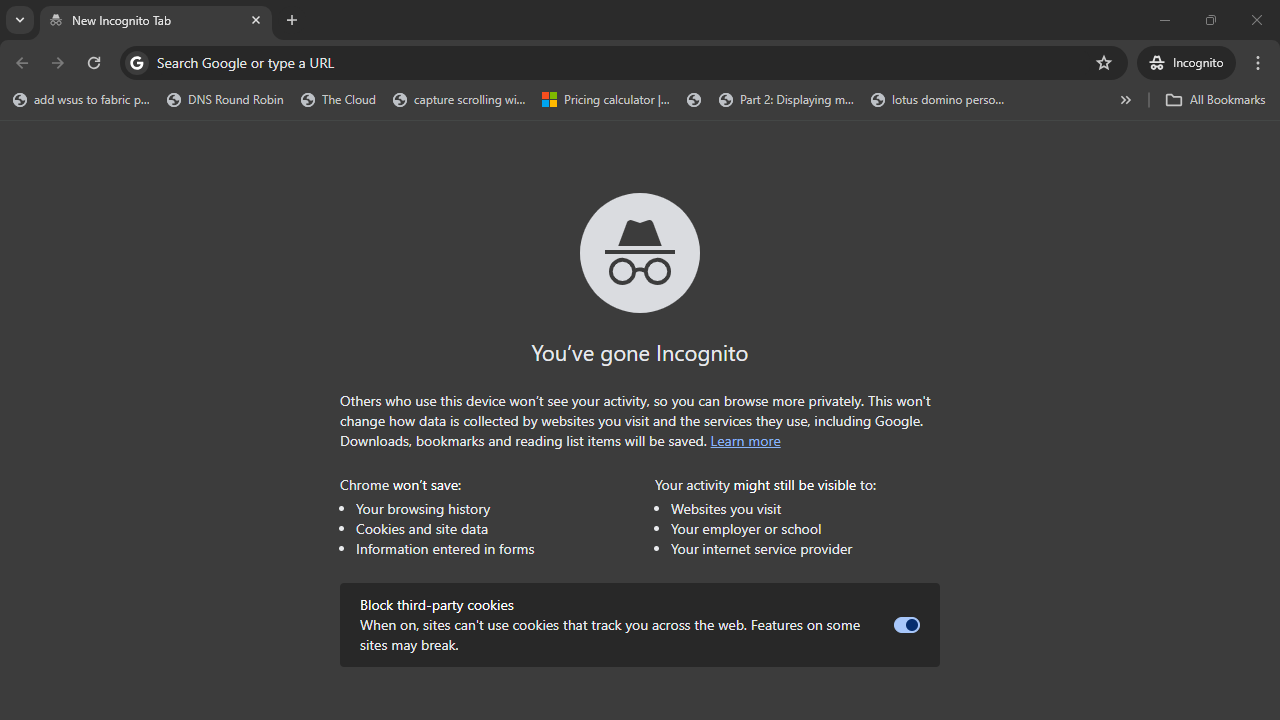 New Incognito Tab
Search Google or type a URL
Incognito
add wsus to fabric p...
DNS Round Robin
The Cloud
capture scrolling wi...
Pricing calculator |...
Part 2: Displaying m...
lotus domino perso...
All Bookmarks
You've gone Incognito
Others who use this device won't see your activity, so you can browse more privately. This won't
change how data is collected by websites you visit and the services they use, including Google.
Downloads, bookmarks and reading list items will be saved. Learn more
Chrome won't save:
Your browsing history
Cookies and site data
Information entered in forms
Your activity might still be visible to:
Websites you visit
Your employer or school
Your internet service provider
Block third-party cookies
When on, sites can't use cookies that track you across the web. Features on some
sites may break.